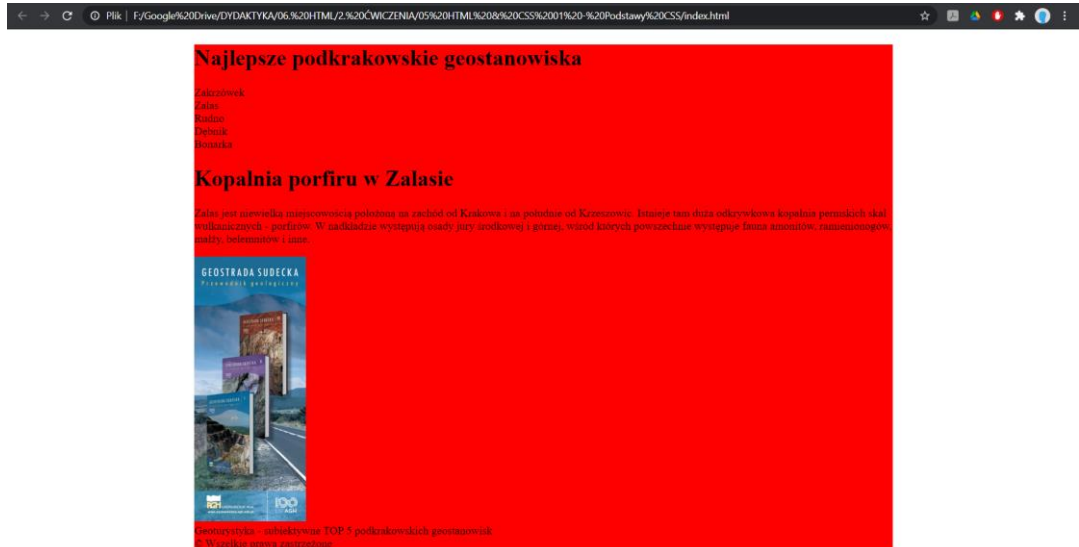 Plik | F:/Google%20Drive/DYDAKTYKA/06.%20HTML/2.%20ĆWICZENIA/05%20HTML%20&%20CSS%2001%20-%20Podstawy%20CSS/index.html
Najlepsze podkrakowskie geostanowiska
Zakrzówek
Zalas
Rudno
Dębnik
Bonarka
Kopalnia porfiru w Zalasie
Zalas jest niewielką miejscowością położoną na zachód od Krakowa i na południe od Krzeszowic. Istnieje tam duża odkrywkowa kopalnia permskich skał
wulkanicznych - porfirów. W nadkładzie występują osady jury środkowej i górnej, wśród których powszechnie występuje fauna amonitów, ramienionogów,
małży, belemnitów i inne.
GEOSTRADA SUDECKA
Przewodnik geologiczny
100
AGH
Geoturystyka - subiektywne TOP 5 podkrakowskich geostanowisk
© Wszelkie prawa zastrzeżone